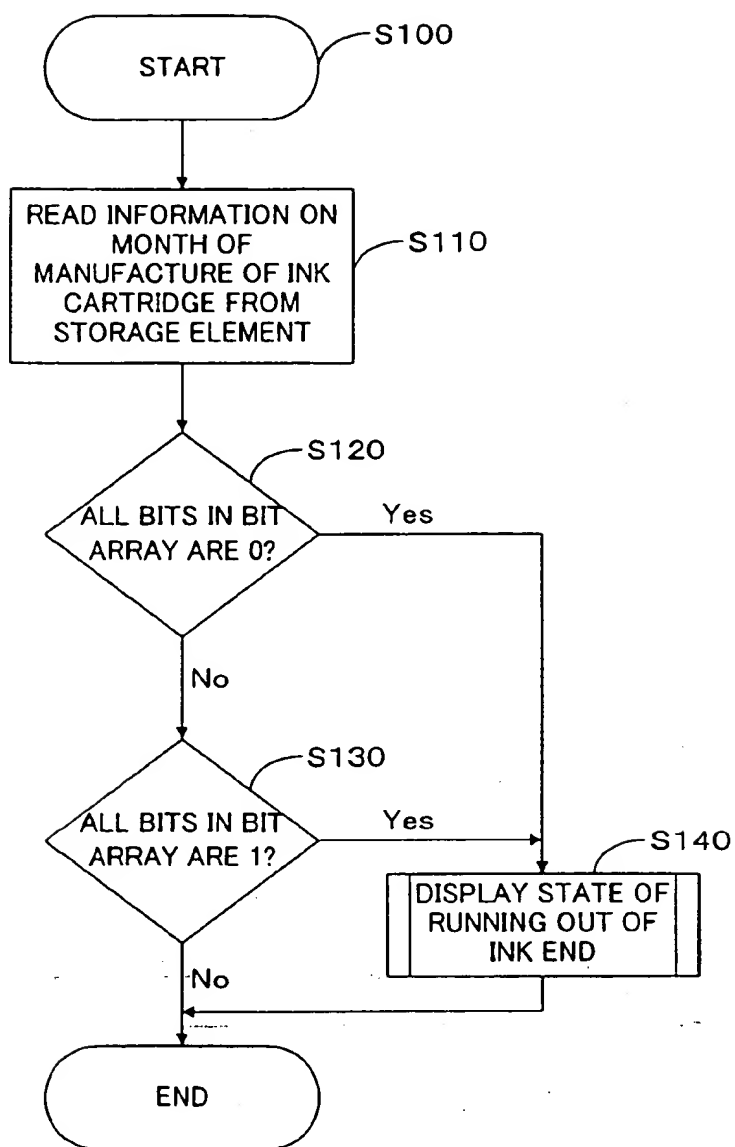 S100
START
READ INFORMATION ON
MONTH OF
MANUFACTURE OF INK
CARTRIDGE FROM
STORAGE ELEMENT
S110
S120
ALL BITS IN BIT
ARRAY ARE 0?
Yes
No
S130
ALL BITS IN BIT
ARRAY ARE 1?
Yes
S140
DISPLAY STATE OF
RUNNING OUT OF
INK END
No
END